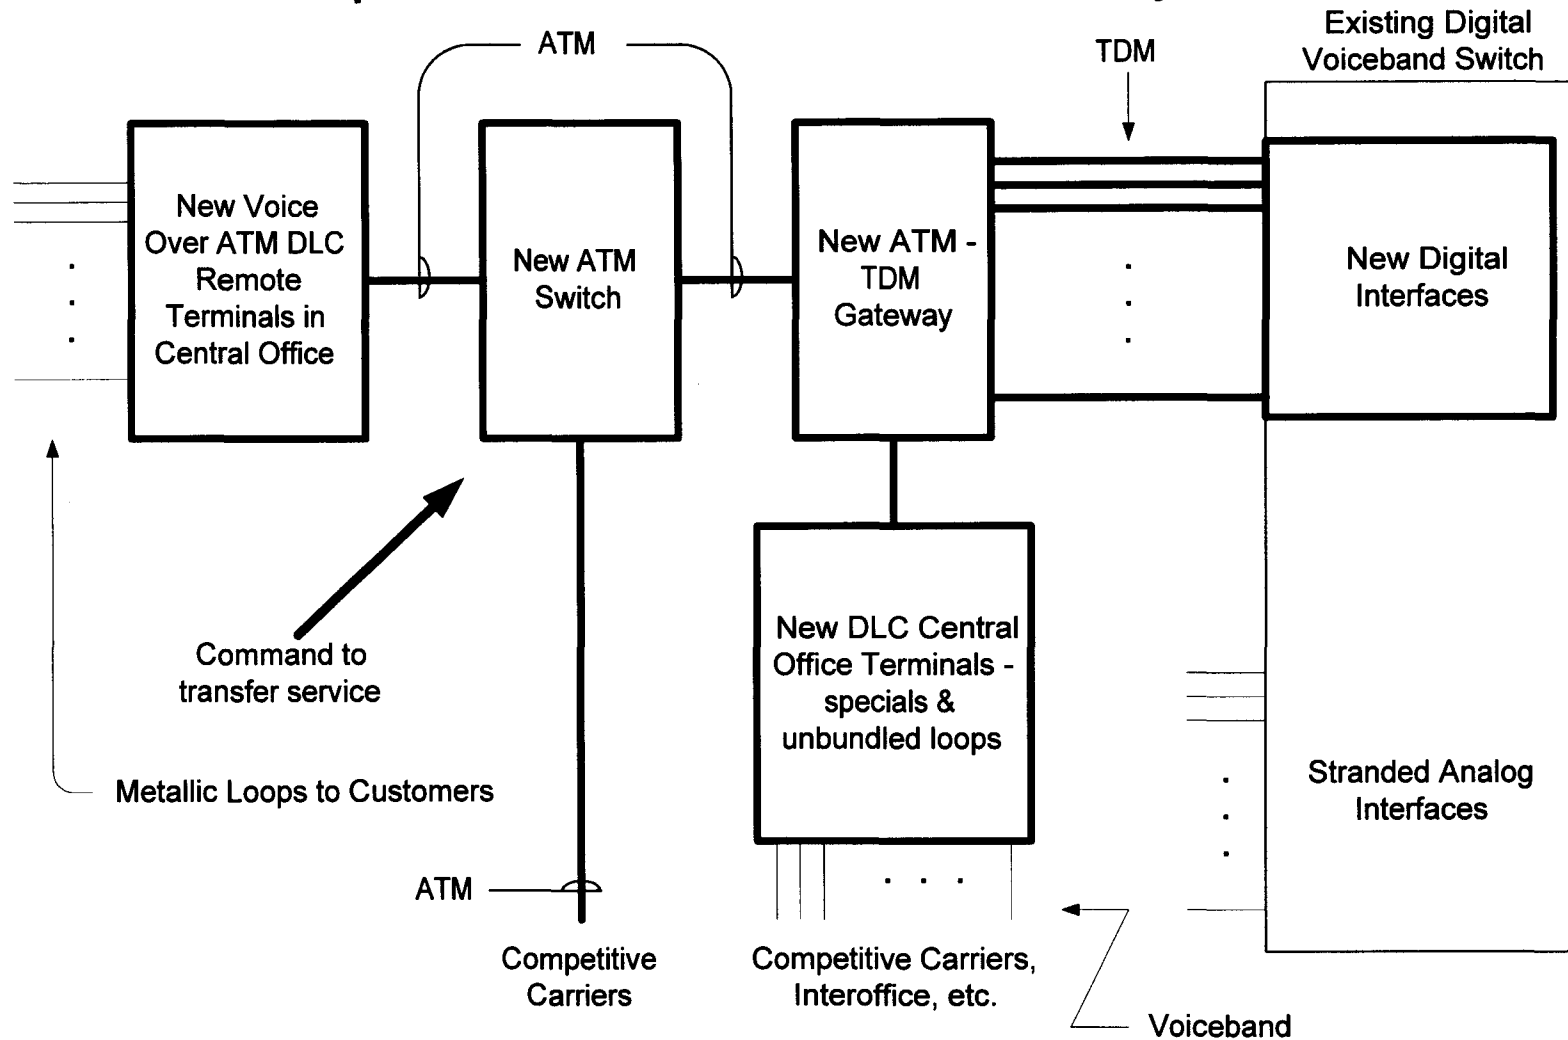 ATM
TDM
Existing Digital
Voiceband Switch
New Voice
Over ATM DLC
Remote
Terminals in
Central Office
New ATM
Switch
New ATM -
TDM
Gateway
New Digital
Interfaces
Command to
transfer service
New DLC Central
Office Terminals -
specials &
unbundled loops
Stranded Analog
Interfaces
Metallic Loops to Customers
ATM
Competitive
Carriers
Competitive Carriers,
Interoffice, etc.
Voiceband